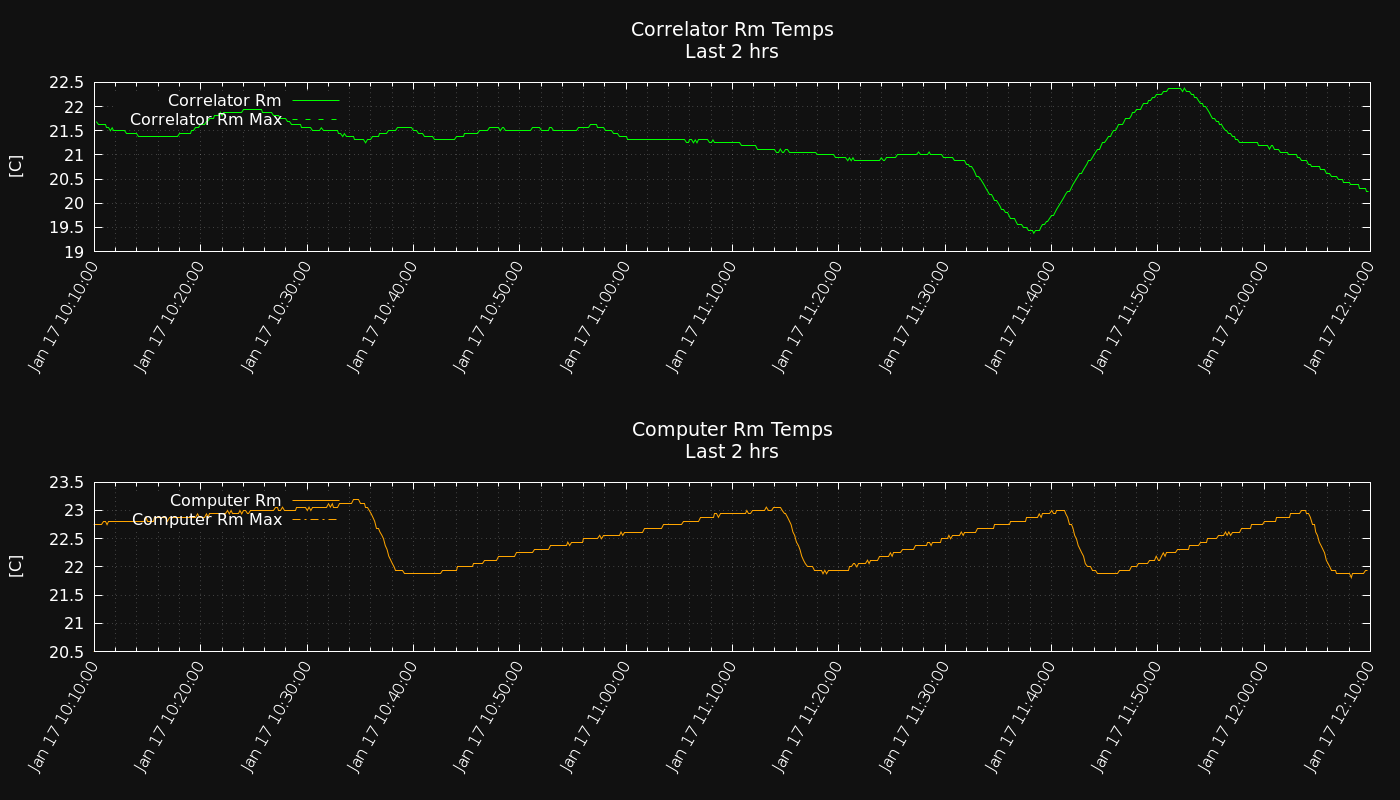 Correlator Rm Temps
Last 2 hrs
22.5
22
21.5
21
20.5
20
19.5
19
[C]
Correlator Rm
Correlator Rm Max
Jan 17 10:10:00
Jan 17 10:20:00
Jan 17 10:30:00
Jan 17 10:40:00
Jan 17 10:50:00
Jan 17 11:00:00
Jan 17 11:10:00
Jan 17 11:20:00
Jan 17 11:30:00
Jan 17 11:40:00
Jan 17 11:50:00
Jan 17 12:00:00
Jan 17 12:10:00
Computer Rm Temps
Last 2 hrs
23.5
23
22.5
22
21.5
21
20.5
[C]
Computer Rm
Computer Rm Max
Jan 17 10:10:00
Jan 17 10:20:00
Jan 17 10:30:00
Jan 17 10:40:00
Jan 17 10:50:00
Jan 17 11:00:00
Jan 17 11:10:00
Jan 17 11:20:00
Jan 17 11:30:00
Jan 17 11:40:00
Jan 17 11:50:00
Jan 17 12:00:00
Jan 17 12:10:00